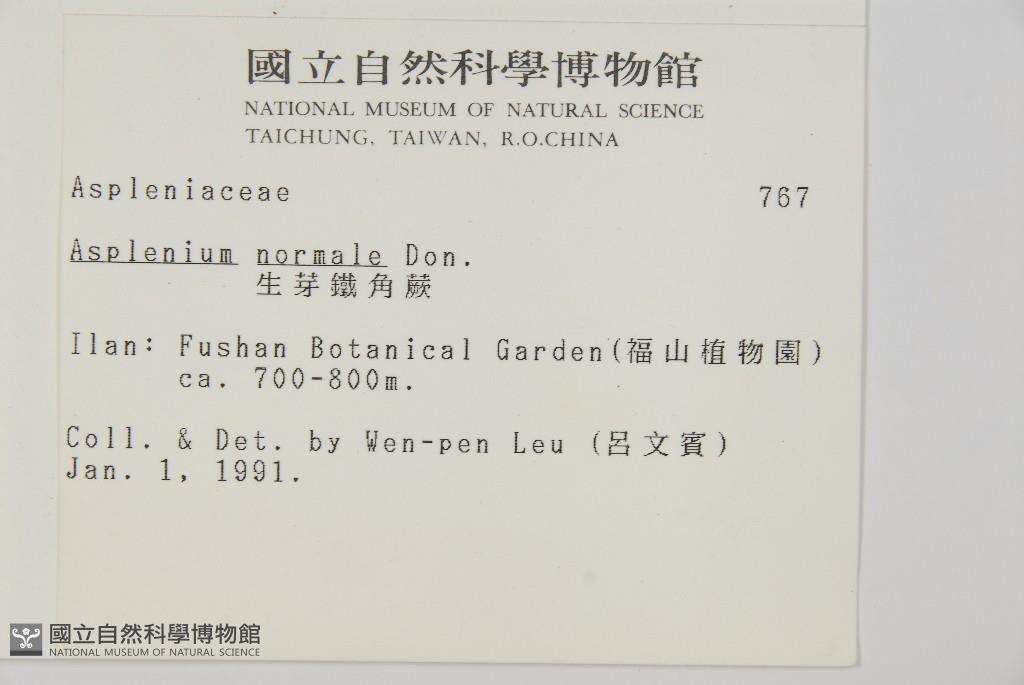 國立自然科學博物館
NATIONAL MUSEUM OF NATURAL SCIENCE
TAICHUNG, TAIWAN, R.O.CHINA
Aspleniaceae 767
Asplenium normale Don.
生芽鐵角蕨
Ilan: Fushan Botanical Garden(福山植物園)
ca. 700-800m.
Coll. & Det. by Wen-pen Leu (呂文賓)
Jan. 1, 1991.
國立自然科學博物館
NATIONAL MUSEUM OF NATURAL SCIENCE